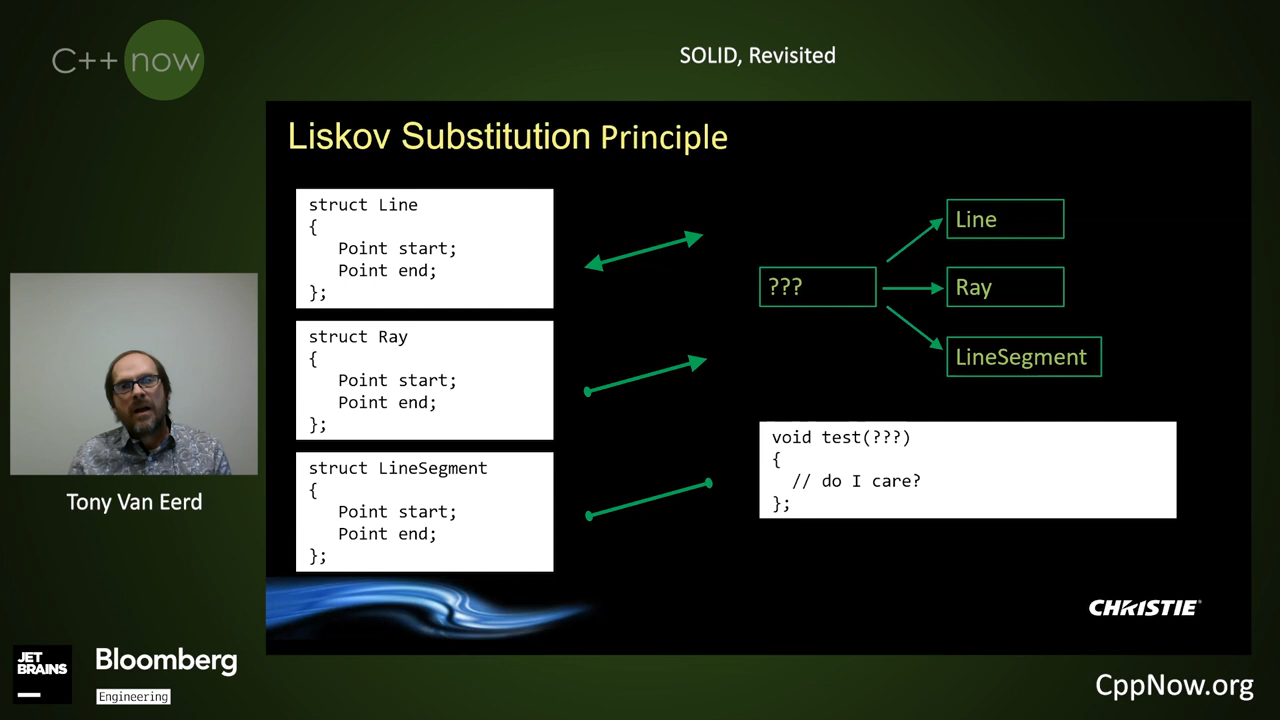 C++ now
SOLID, Revisited
Liskov Substitution Principle
struct Line
{
Point start;
Point end;
};
struct Ray
{
Point start;
Point end;
};
struct LineSegment
{
Point start;
Point end;
};
???
Line
Ray
LineSegment
void test(???)
{
// do I care?
};
CHRISTIE®
Tony Van Eerd
JET
BRAINS
Bloomberg
Engineering
CppNow.org